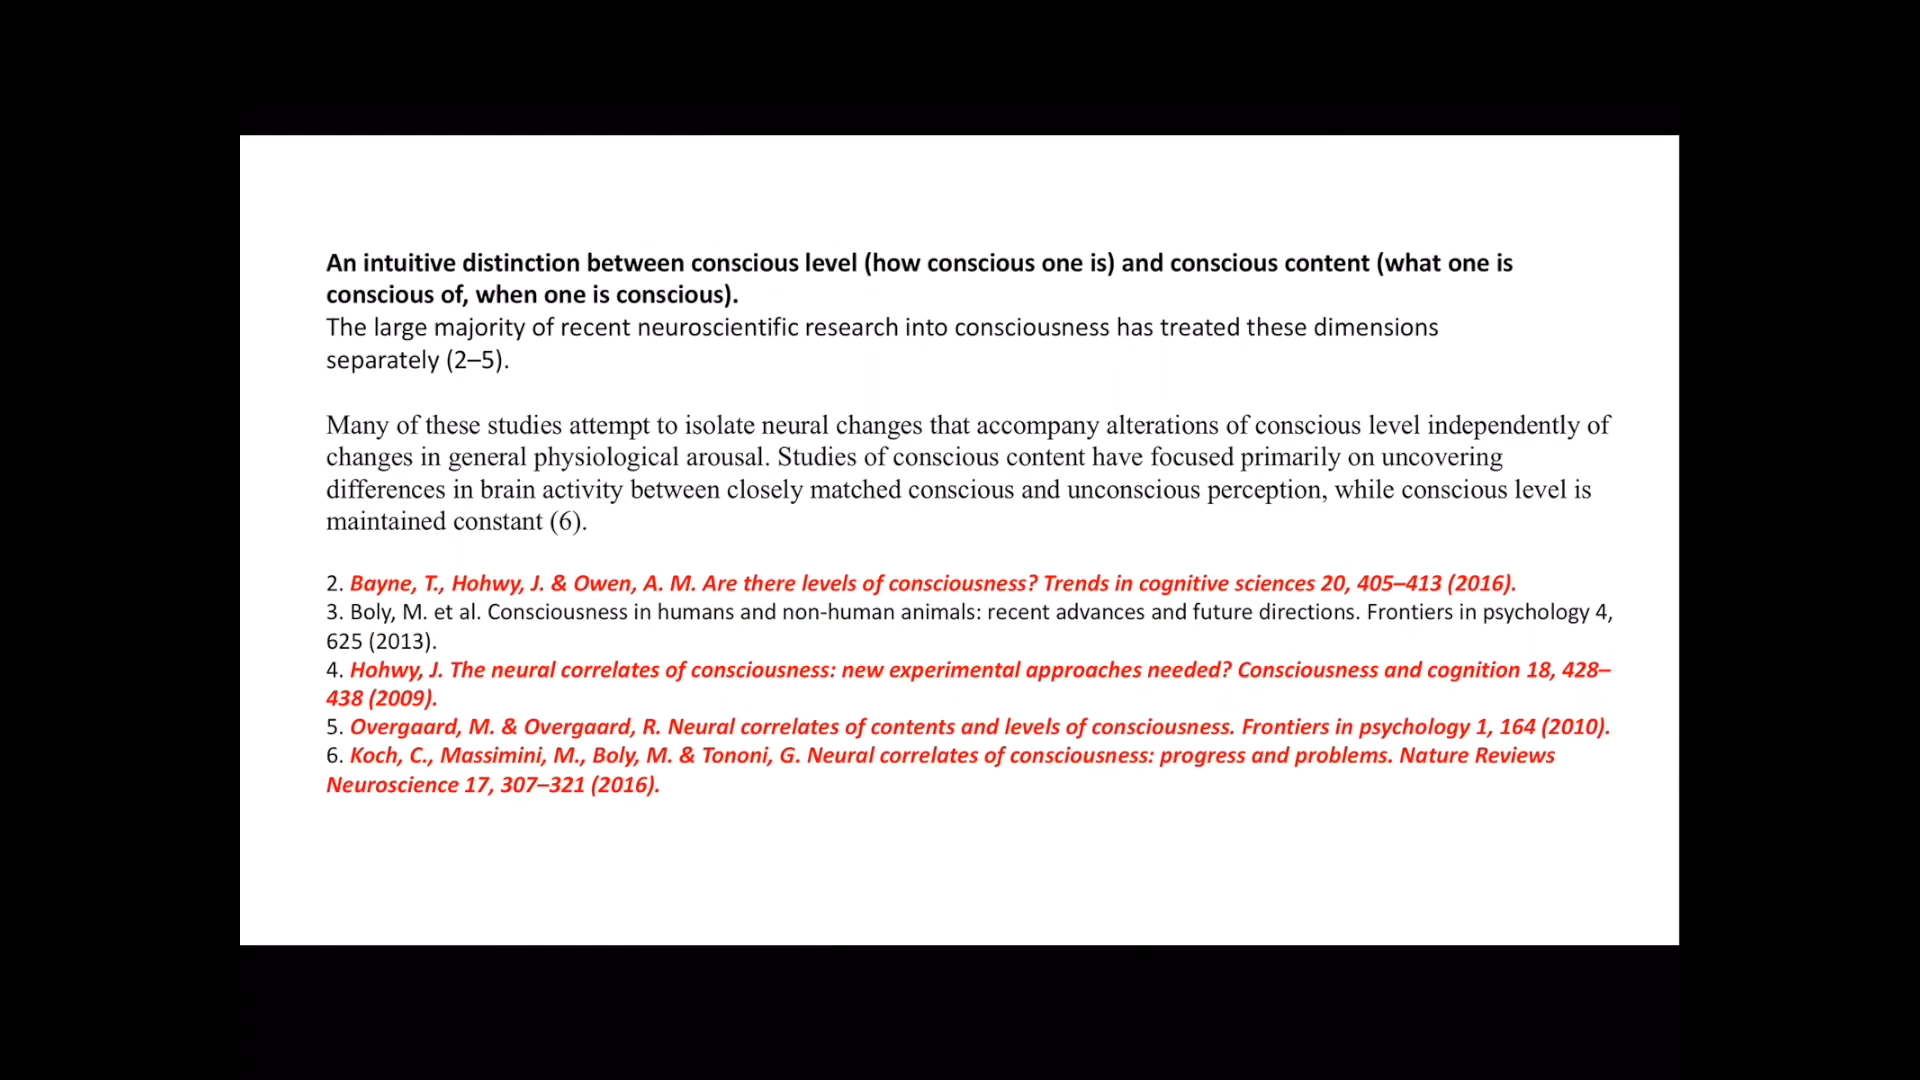 An intuitive distinction between conscious level (how conscious one is) and conscious content (what one is
conscious of, when one is conscious).
The large majority of recent neuroscientific research into consciousness has treated these dimensions
separately (2–5).
Many of these studies attempt to isolate neural changes that accompany alterations of conscious level independently of
changes in general physiological arousal. Studies of conscious content have focused primarily on uncovering
differences in brain activity between closely matched conscious and unconscious perception, while conscious level is
maintained constant (6).
2. Bayne, T., Hohwy, J. & Owen, A. M. Are there levels of consciousness? Trends in cognitive sciences 20, 405–413 (2016).
3. Boly, M. et al. Consciousness in humans and non-human animals: recent advances and future directions. Frontiers in psychology 4,
625 (2013).
4. Hohwy, J. The neural correlates of consciousness: new experimental approaches needed? Consciousness and cognition 18, 428–
438 (2009).
5. Overgaard, M. & Overgaard, R. Neural correlates of contents and levels of consciousness. Frontiers in psychology 1, 164 (2010).
6. Koch, C., Massimini, M., Boly, M. & Tononi, G. Neural correlates of consciousness: progress and problems. Nature Reviews
Neuroscience 17, 307–321 (2016).